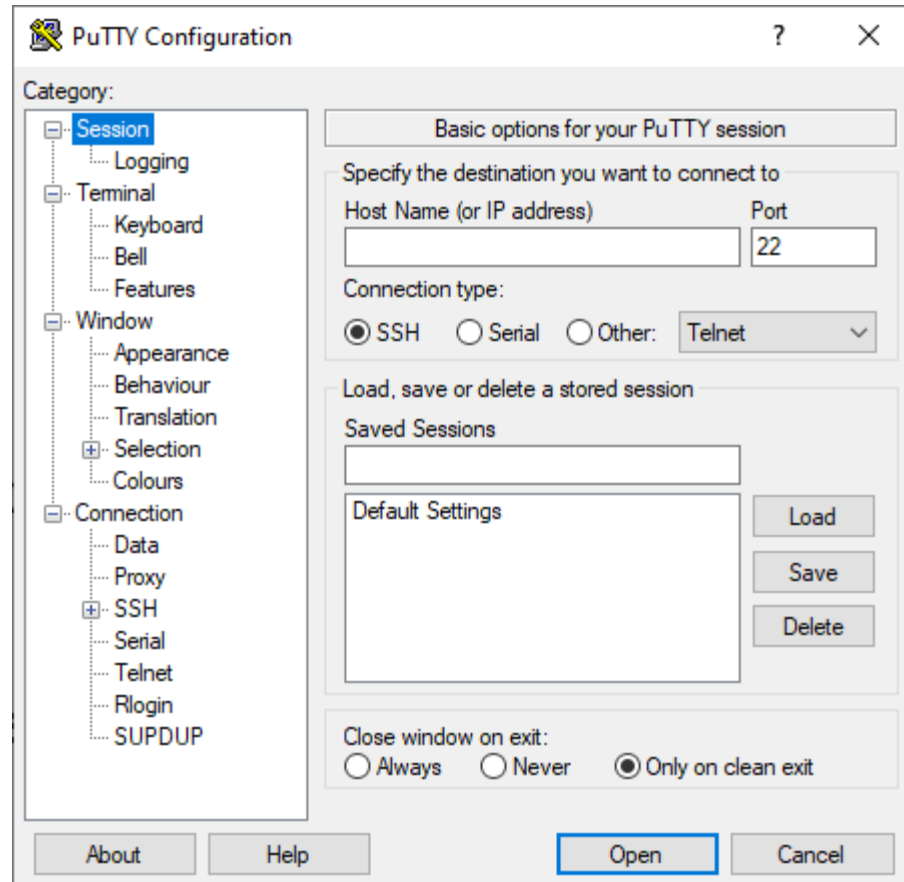 PuTTY Configuration
?
Category:
Session
Logging
Terminal
Keyboard
Bell
Features
Window
Appearance
Behaviour
Translation
Selection
Colours
Connection
Data
Proxy
SSH
Serial
Telnet
Rlogin
SUPDUP
Basic options for your PuTTY session
Specify the destination you want to connect to
Host Name (or IP address) Port
22
Connection type:
SSH Serial Other: Telnet
Load, save or delete a stored session
Saved Sessions
Default Settings
Load
Save
Delete
Close window on exit:
Always Never Only on clean exit
About Help Open Cancel